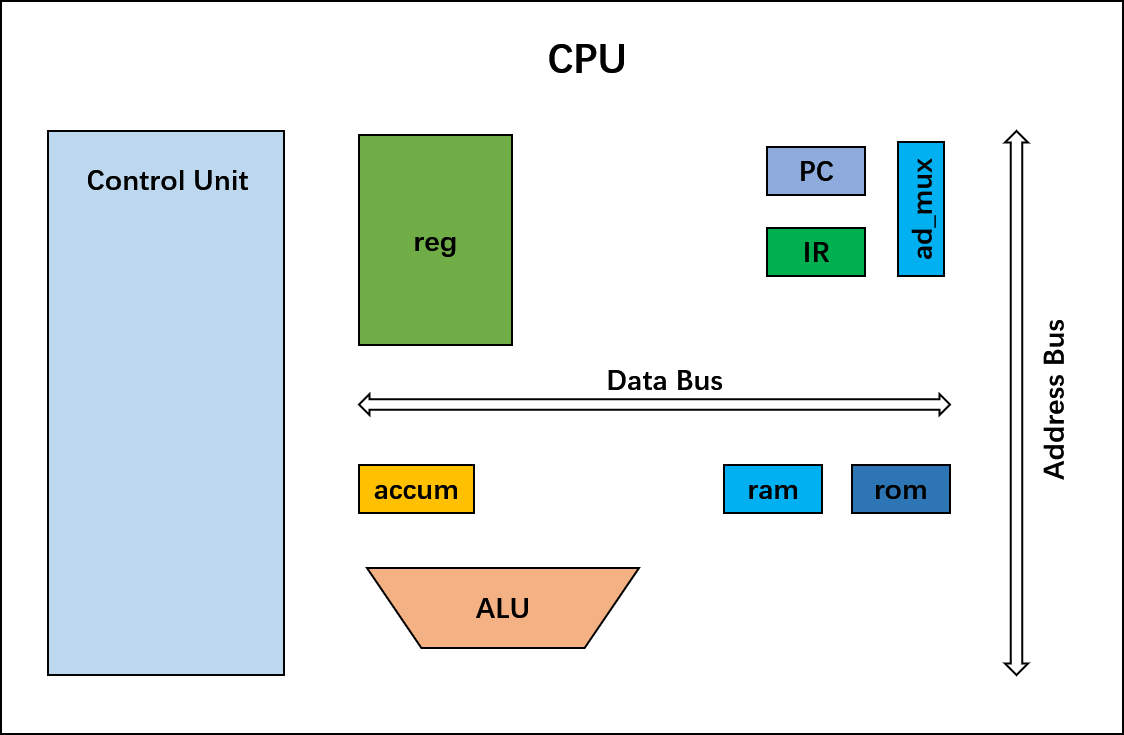 CPU
Control Unit
reg
PC
IR
ad_mux
Data Bus
Address Bus
accum
ram
rom
ALU